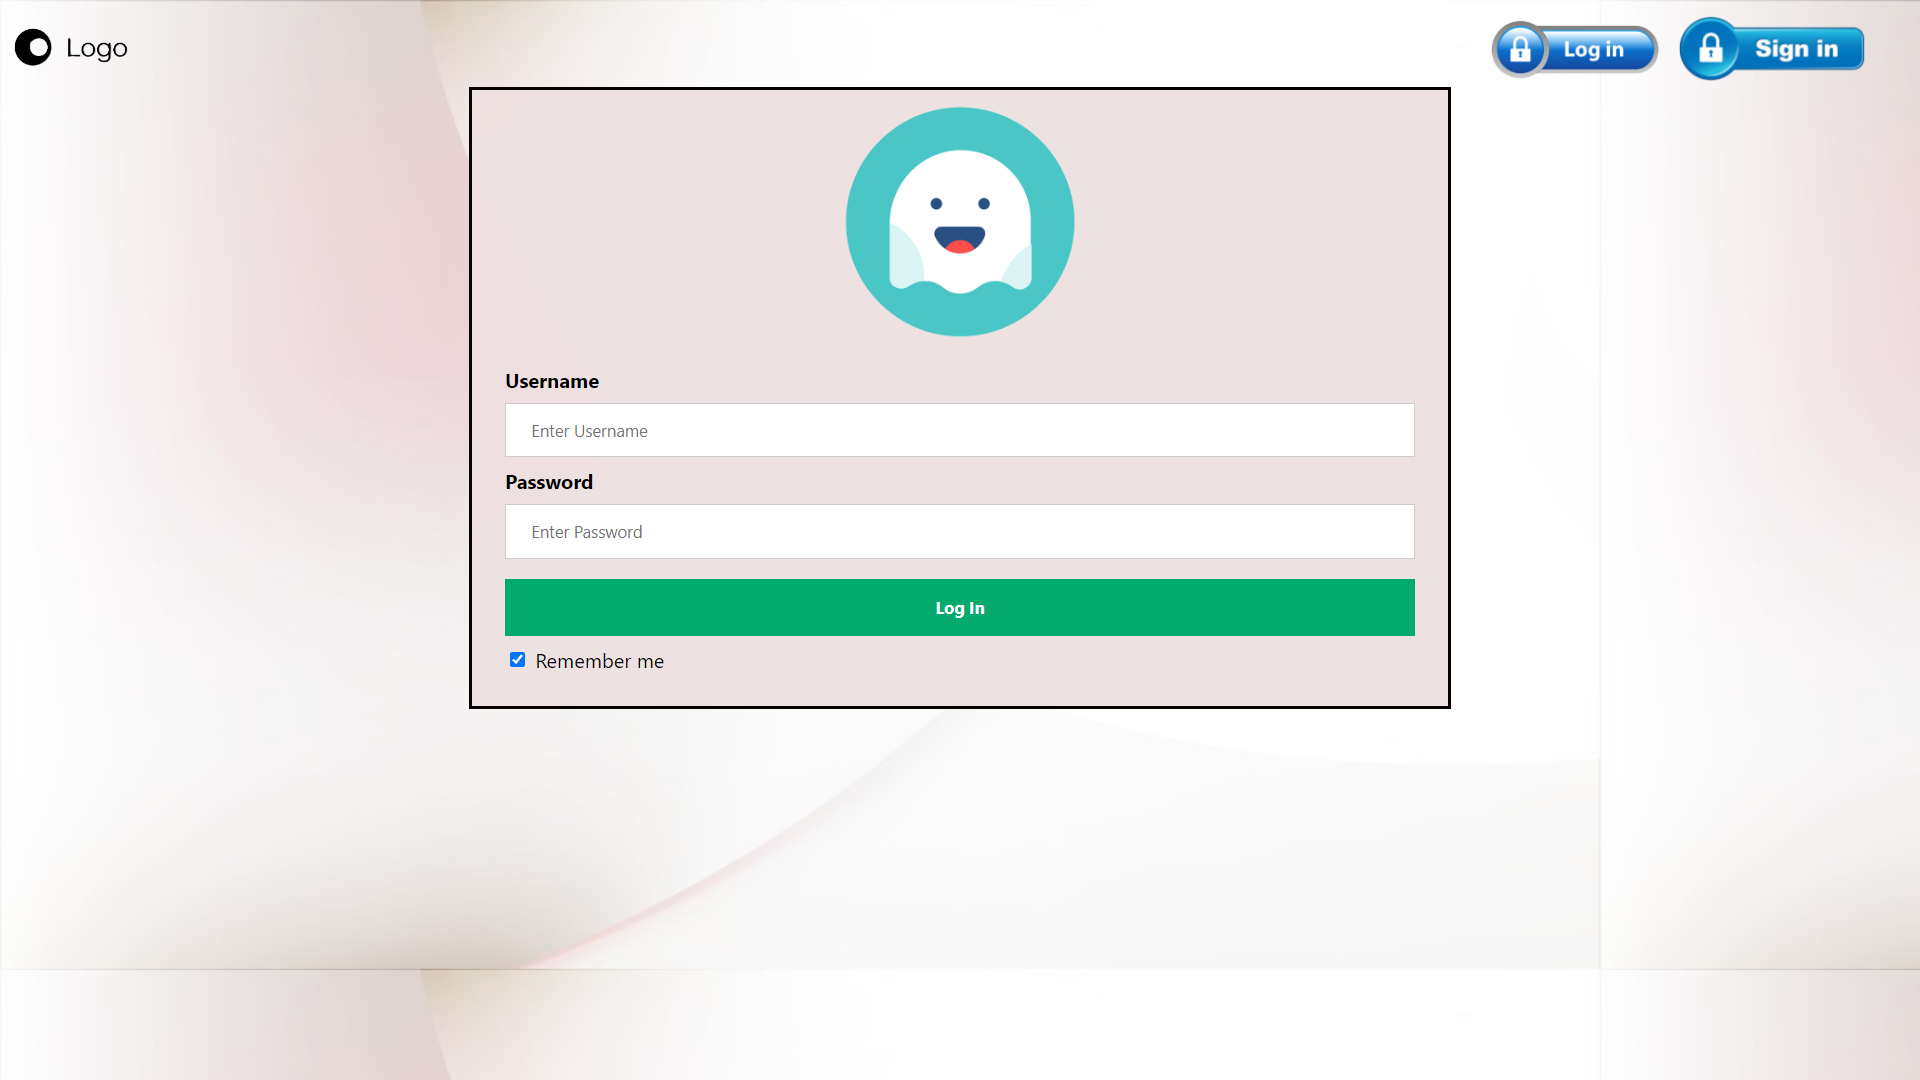 Logo
Log in
Sign in
Username
Enter Username
Password
Enter Password
Log In
Remember me